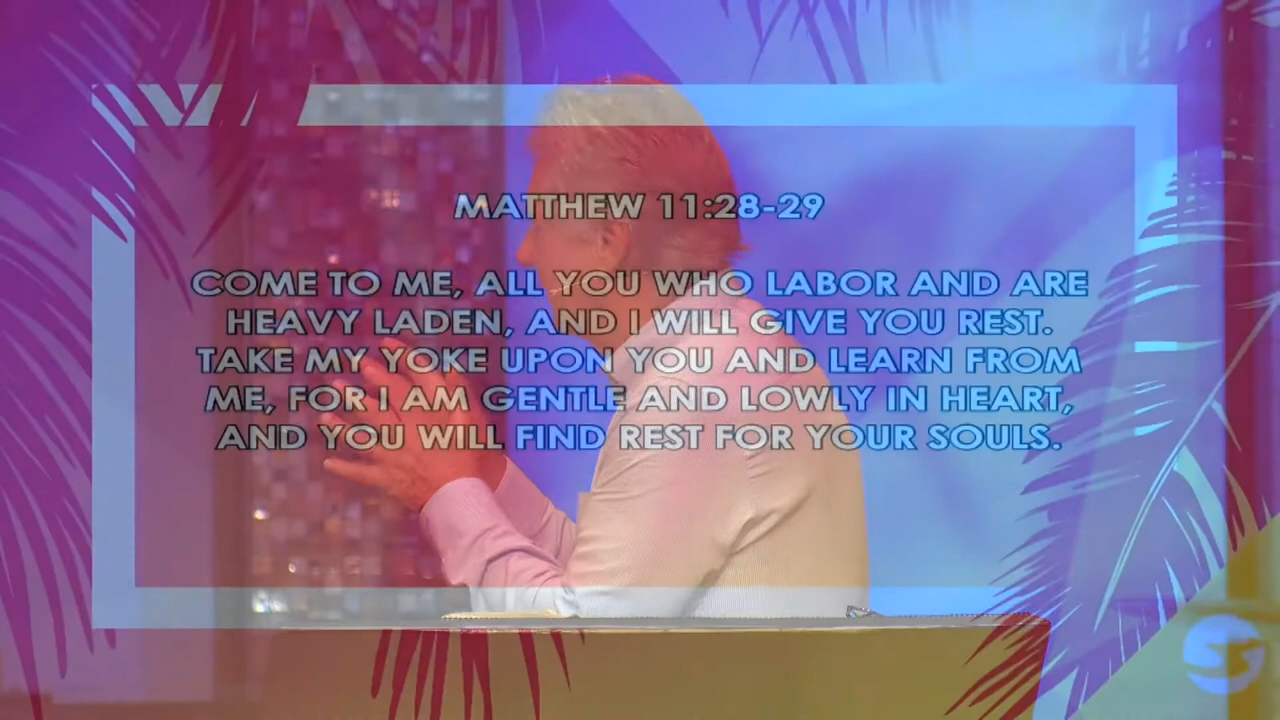 MATTHEW 11:28-29
COME TO ME, ALL YOU WHO LABOR AND ARE
HEAVY LADEN, AND I WILL GIVE YOU REST.
TAKE MY YOKE UPON YOU AND LEARN FROM
ME, FOR I AM GENTLE AND LOWLY IN HEART,
AND YOU WILL FIND REST FOR YOUR SOULS.